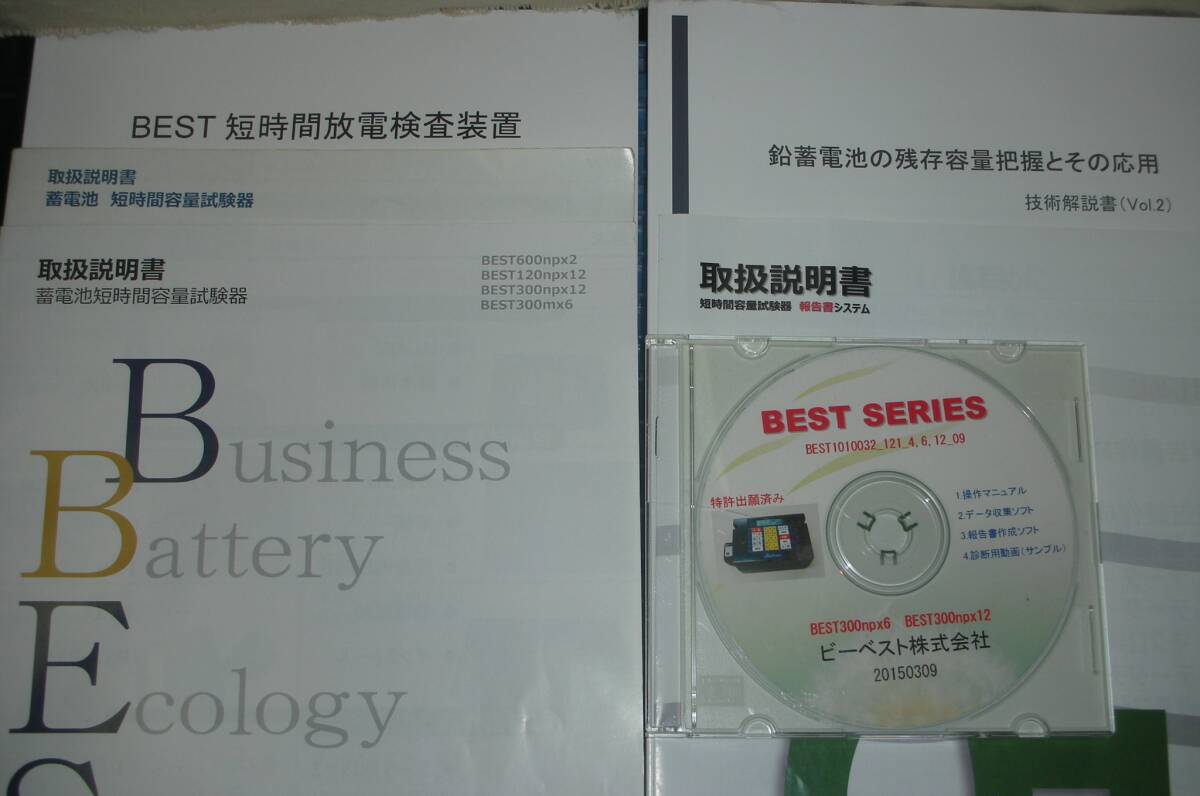 BEST 短時間放電検査装置
取扱説明書
蓄電池 短時間容量試験器
取扱説明書
蓄電池短時間容量試験器
BEST600npx2
BEST120npx12
BEST300npx12
BEST300mx6
Business
Battery
Ecology
S
鉛蓄電池の残存容量把握とその応用
技術解説書(Vol.2)
取扱説明書
短時間容量試験器 報告書システム
BEST SERIES
BEST1010032_121_4, 6, 12_09
特許出願済み
1.操作マニュアル
2.データ収集ソフト
3.報告書作成ソフト
4.診断用動画(サンプル)
BEST300npx6 BEST300npx12
ビーベスト株式会社
20150309